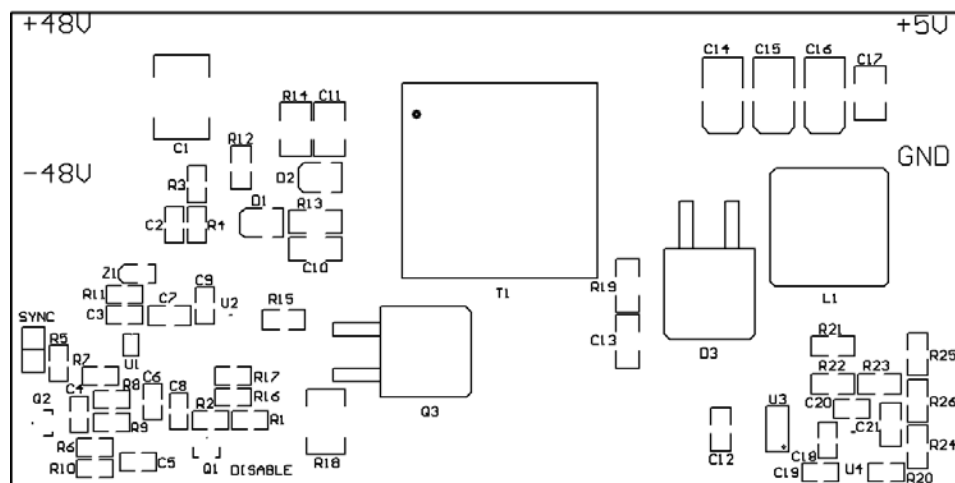 +48V
+5V
C14
C15
C16
C17
R14
C11
C1
R12
-48V
GND
R3
D2
D1
R13
C2
R4
C10
Z1
R11
C9
U2
T1
R19
L1
C3
C7
R15
SYNC
R5
U1
C13
D3
R21
R25
R7
R17
R22
R23
C4
R8
C6
C8
R16
Q2
R2
R1
Q3
U3
C20
R26
R9
C21
R6
R10
C5
Q1
DISABLE
R18
C12
C18
C19
U4
R24
R20